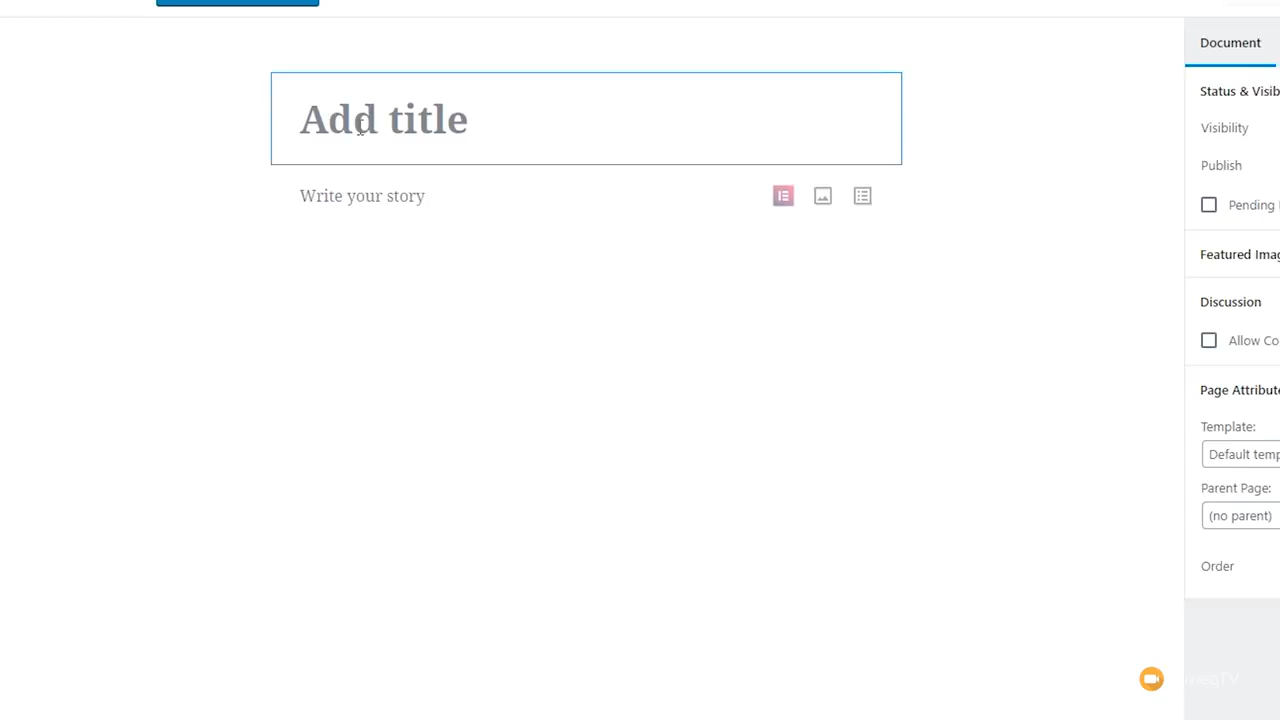 Document
Add title
Status & Visib
Visibility
Publish
Write your story
Pending
Featured Imag
Discussion
Allow Co
Page Attribute
Template:
Default temp
Parent Page:
(no parent)
Order